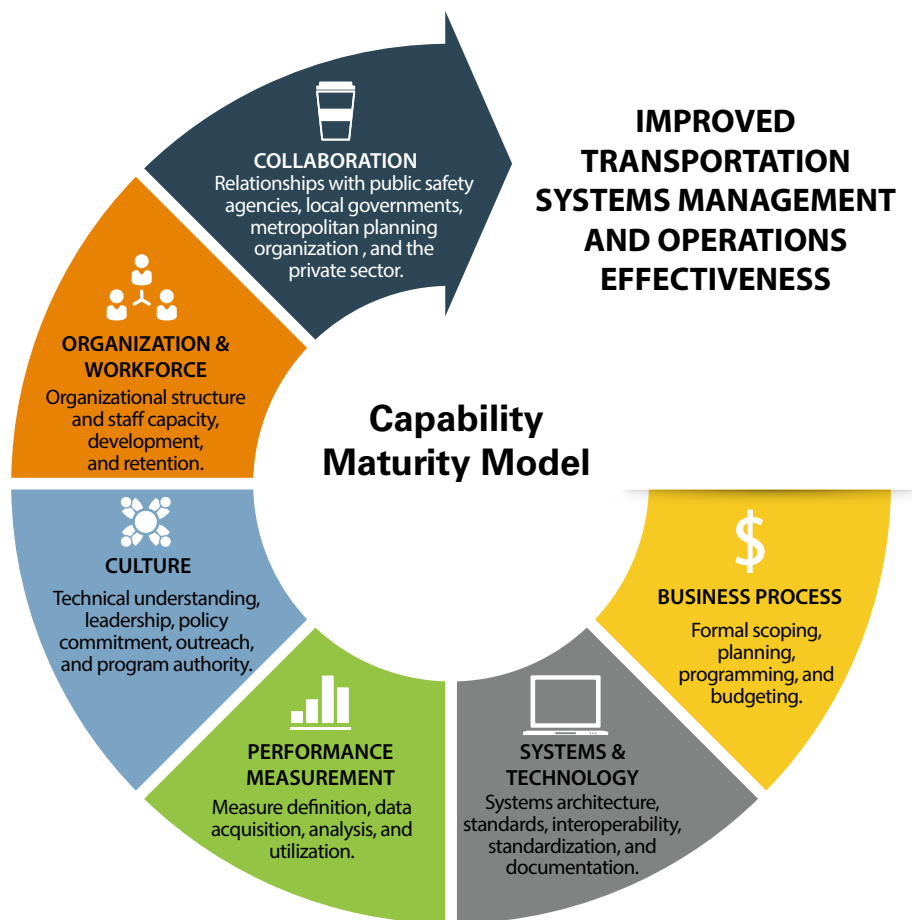 COLLABORATION
Relationships with public safety
agencies, local governments,
metropolitan planning
organization , and the
private sector.
IMPROVED
TRANSPORTATION
SYSTEMS MANAGEMENT
AND OPERATIONS
EFFECTIVENESS
ORGANIZATION &
WORKFORCE
Organizational structure
and staff capacity,
development,
and retention.
Capability
Maturity Model
CULTURE
Technical understanding,
leadership, policy
commitment, outreach,
and program authority.
$
BUSINESS PROCESS
Formal scoping,
planning,
programming, and
budgeting.
PERFORMANCE
MEASUREMENT
Measure definition, data
acquisition, analysis, and
utilization.
SYSTEMS &
TECHNOLOGY
Systems architecture,
standards, interoperability,
standardization, and
documentation.